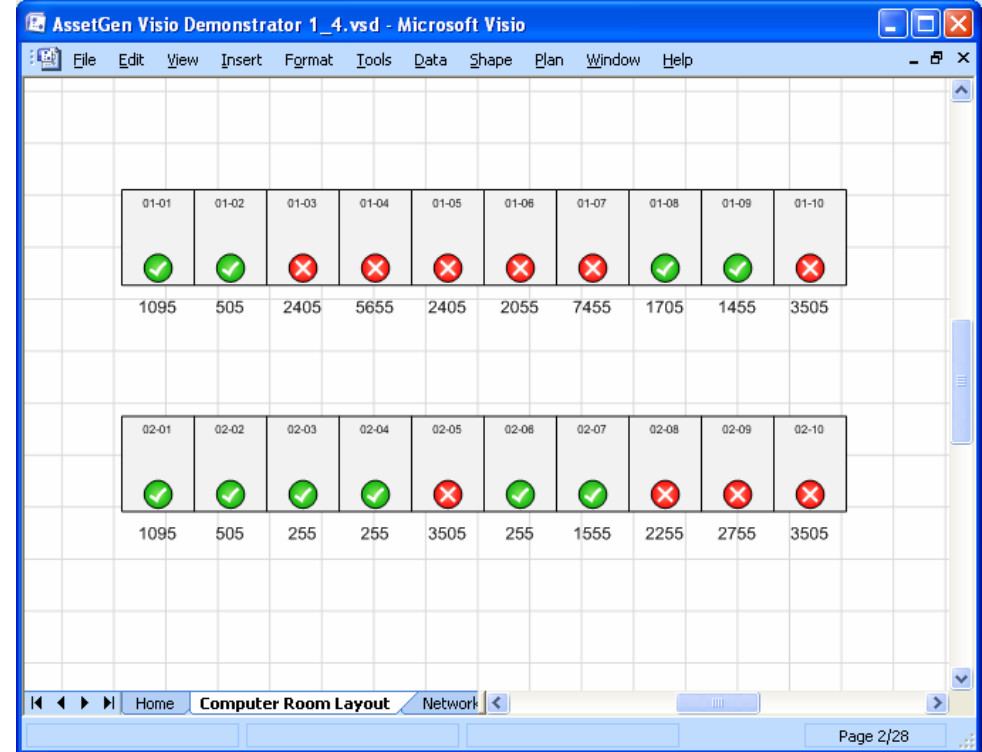 AssetGen Visio Demonstrator 1_4.vsd - Microsoft Visio
File Edit View Insert Format Tools Data Shape Plan Window Help
01-01 01-02 01-03 01-04 01-05 01-06 01-07 01-08 01-09 01-10
1095 505 2405 5655 2405 2055 7455 1705 1455 3505
02-01 02-02 02-03 02-04 02-05 02-06 02-07 02-08 02-09 02-10
1095 505 255 255 3505 255 1555 2255 2755 3505
Home Computer Room Layout Network
Page 2/28